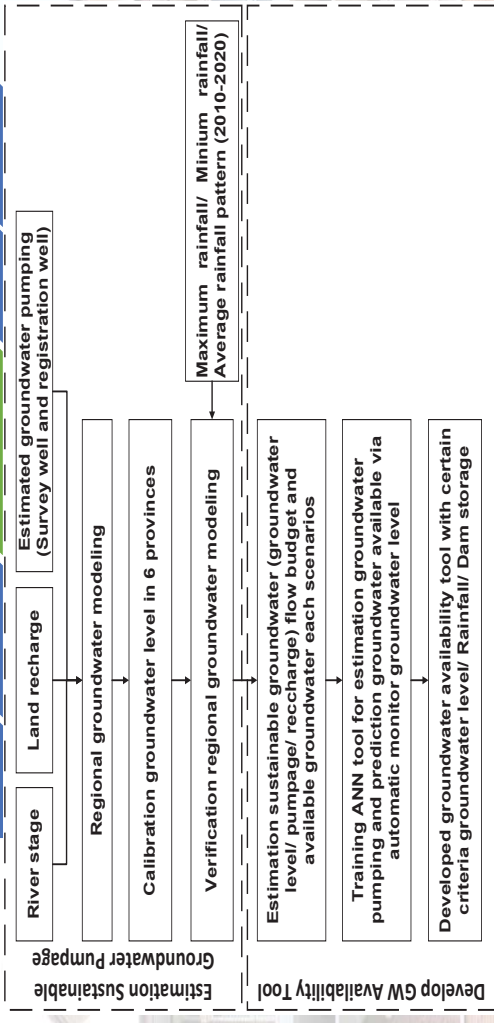 Estimation Sustainable
Groundwater Pumpage
River stage
Land recharge
Estimated groundwater pumping
(Survey well and registration well)
Regional groundwater modeling
Calibration groundwater level in 6 provinces
Verification regional groundwater modeling
Maximum rainfall/ Minium rainfall/
Average rainfall pattern (2010-2020)
Develop GW Availability Tool
Estimation sustainable groundwater (groundwater
level/ pumpage/ reccharge) flow budget and
available groundwater each scenarios
Training ANN tool for estimation groundwater
pumping and prediction groundwater available via
automatic monitor groundwater level
Developed groundwater availability tool with certain
criteria groundwater level/ Rainfall/ Dam storage